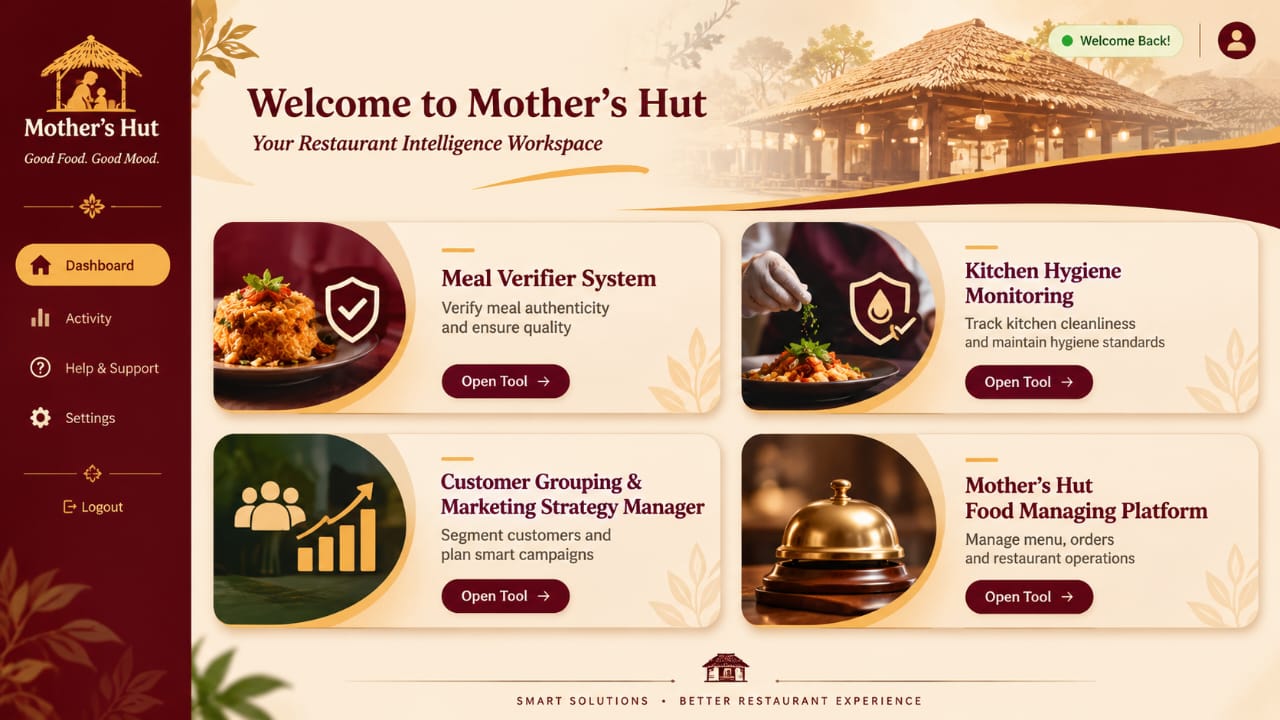 Mother's Hut
Good Food. Good Mood.
Dashboard
Activity
Help & Support
Settings
Logout
Welcome to Mother's Hut
Your Restaurant Intelligence Workspace
Welcome Back!
Meal Verifier System
Verify meal authenticity
and ensure quality
Open Tool →
Kitchen Hygiene
Monitoring
Track kitchen cleanliness
and maintain hygiene standards
Open Tool →
Customer Grouping &
Marketing Strategy Manager
Segment customers and
plan smart campaigns
Open Tool →
Mother's Hut
Food Managing Platform
Manage menu, orders
and restaurant operations
Open Tool →
SMART SOLUTIONS • BETTER RESTAURANT EXPERIENCE